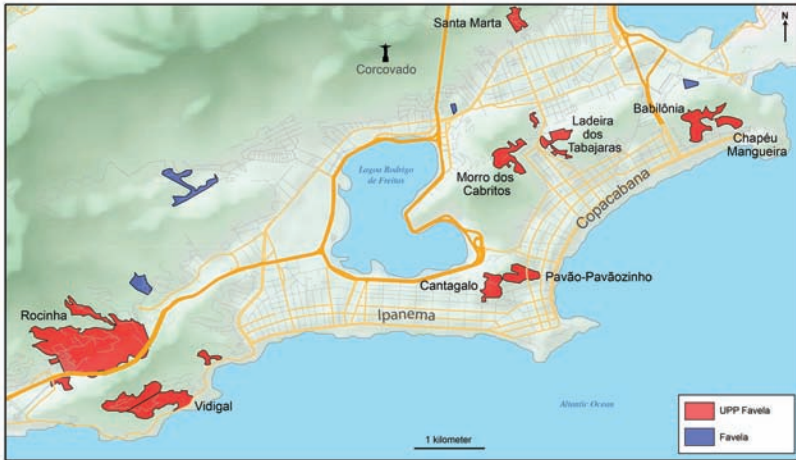 Santa Marta
N
Corcovado
Babilônia
Ladeira
dos
Tabajaras
Chapéu
Mangueira
Lagoa Rodrigo
de Freitas
Morro dos
Cabritos
Copacabana
Cantagalo
Pavão-Pavãozinho
Rocinha
Ipanema
Vidigal
Atlantic Ocean
UPP Favela
Favela
1 kilometer